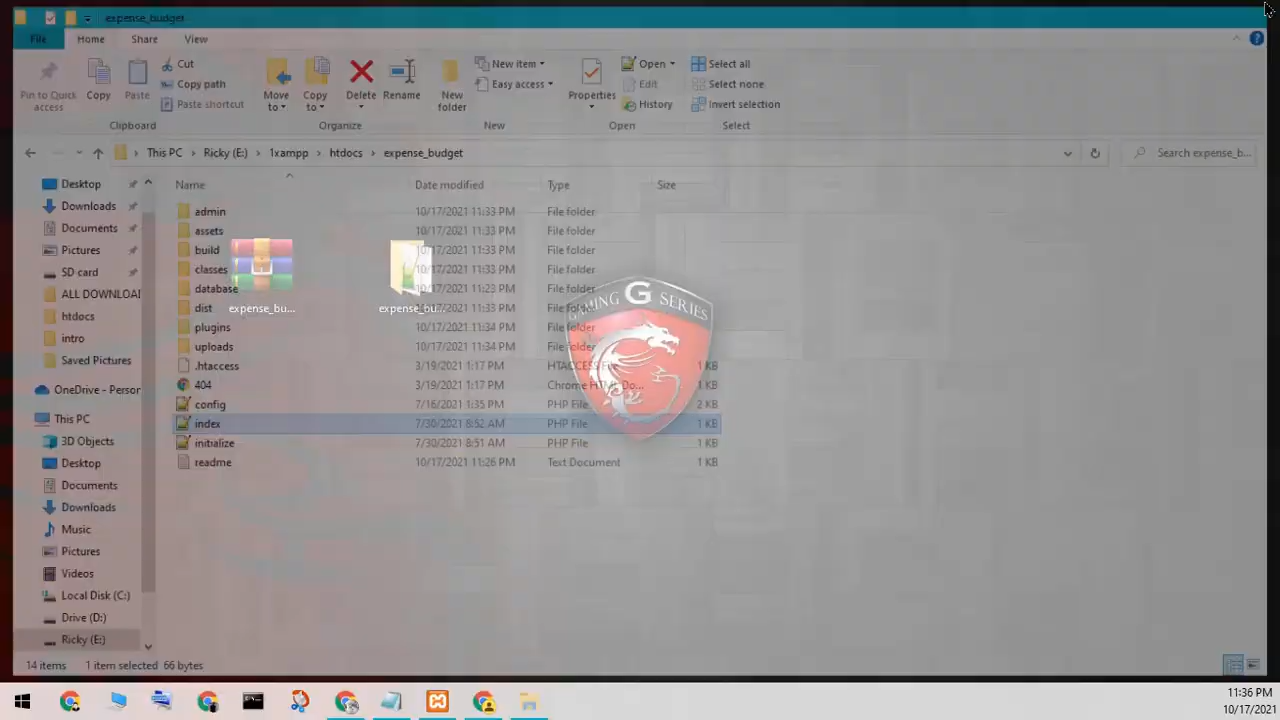 expense_budget
File Home Share View
Pin to Quick access
Copy
Paste
Cut
Copy path
Paste shortcut
Clipboard
Move to
Copy to
Delete
Rename
Organize
New folder
New item
Easy access
New
Properties
Open
Edit
History
Open
Select all
Select none
Invert selection
Select
This PC > Ricky (E:) > 1xampp > htdocs > expense_budget
Search expense_b...
Desktop
Downloads
Documents
Pictures
SD card
ALL DOWNLOAD
htdocs
intro
Saved Pictures
OneDrive - Person
This PC
3D Objects
Desktop
Documents
Downloads
Music
Pictures
Videos
Local Disk (C:)
Drive (D:)
Ricky (E:)
Name Date modified Type Size
admin 10/17/2021 11:33 PM File folder
assets 10/17/2021 11:33 PM File folder
build 10/17/2021 11:33 PM File folder
classes 10/17/2021 11:33 PM File folder
database 10/17/2021 11:23 PM File folder
dist 10/17/2021 11:33 PM File folder
plugins 10/17/2021 11:34 PM File folder
uploads 10/17/2021 11:34 PM File folder
.htaccess 3/19/2021 1:17 PM HTACCESS File 1 KB
404 3/19/2021 1:17 PM Chrome HTML Do... 1 KB
config 7/16/2021 1:35 PM PHP File 2 KB
index 7/30/2021 8:52 AM PHP File 1 KB
initialize 7/30/2021 8:51 AM PHP File 1 KB
readme 10/17/2021 11:26 PM Text Document 1 KB
expense_bu...
expense_bu...
GAMING G SERIES
14 items 1 item selected 66 bytes
11:36 PM
10/17/2021